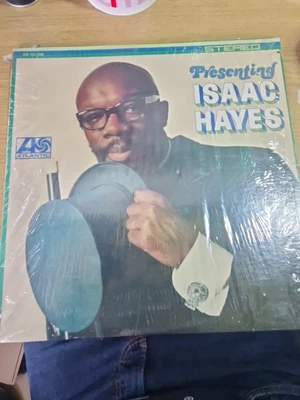 STEREO
Presenting
ISAAC
HAYES
ATLANTIC